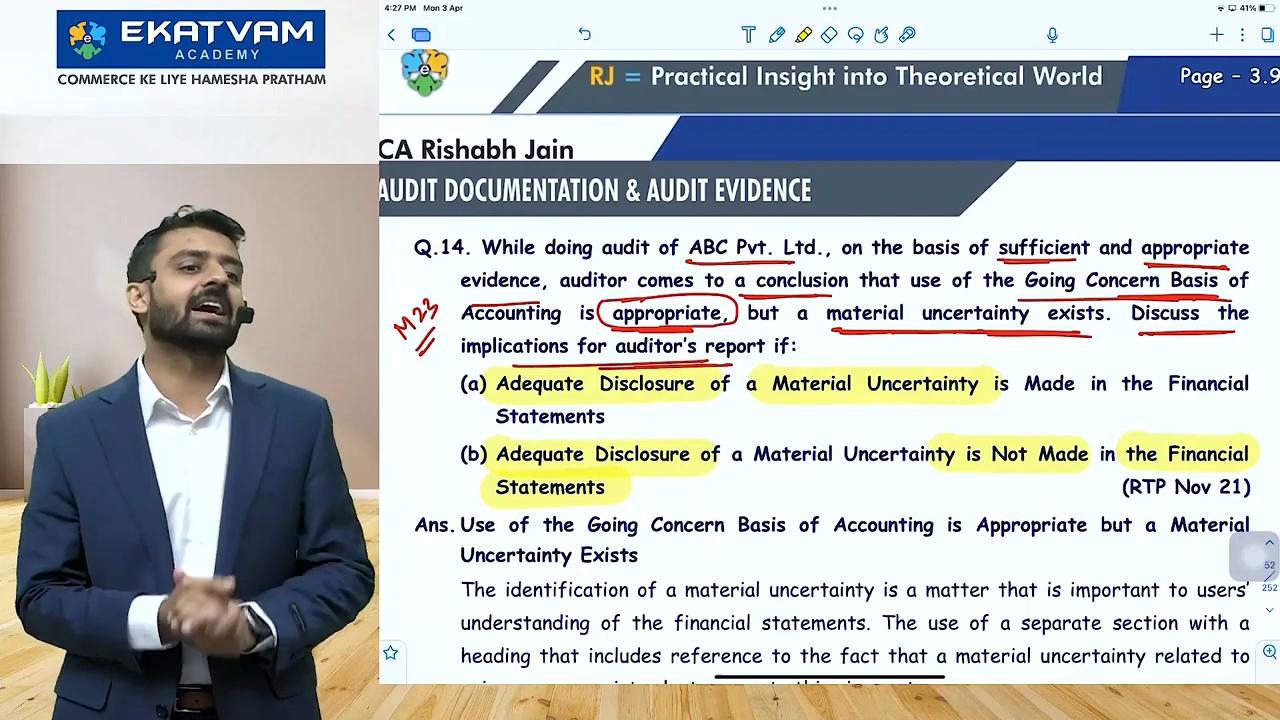 EKATVAM
ACADEMY
COMMERCE KE LIYE HAMESHA PRATHAM
4:27 PM Mon 3 Apr
41%
RJ = Practical Insight into Theoretical World
Page - 3.9
CA Rishabh Jain
AUDIT DOCUMENTATION & AUDIT EVIDENCE
Q.14. While doing audit of ABC Pvt. Ltd., on the basis of sufficient and appropriate
evidence, auditor comes to a conclusion that use of the Going Concern Basis of
Accounting is appropriate, but a material uncertainty exists. Discuss the
M23
implications for auditor's report if:
(a) Adequate Disclosure of a Material Uncertainty is Made in the Financial
Statements
(b) Adequate Disclosure of a Material Uncertainty is Not Made in the Financial
Statements
(RTP Nov 21)
Ans. Use of the Going Concern Basis of Accounting is Appropriate but a Material
Uncertainty Exists
The identification of a material uncertainty is a matter that is important to users'
understanding of the financial statements. The use of a separate section with a
heading that includes reference to the fact that a material uncertainty related to
52
252